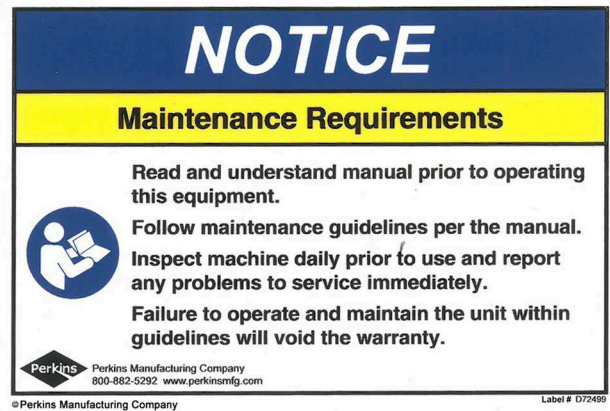 NOTICE
Maintenance Requirements
Read and understand manual prior to operating
this equipment.
Follow maintenance guidelines per the manual.
Inspect machine daily prior to use and report
any problems to service immediately.
Failure to operate and maintain the unit within
guidelines will void the warranty.
Perkins
Perkins Manufacturing Company
800-882-5292 www.perkinsmfg.com
©Perkins Manufacturing Company
Label # D72499